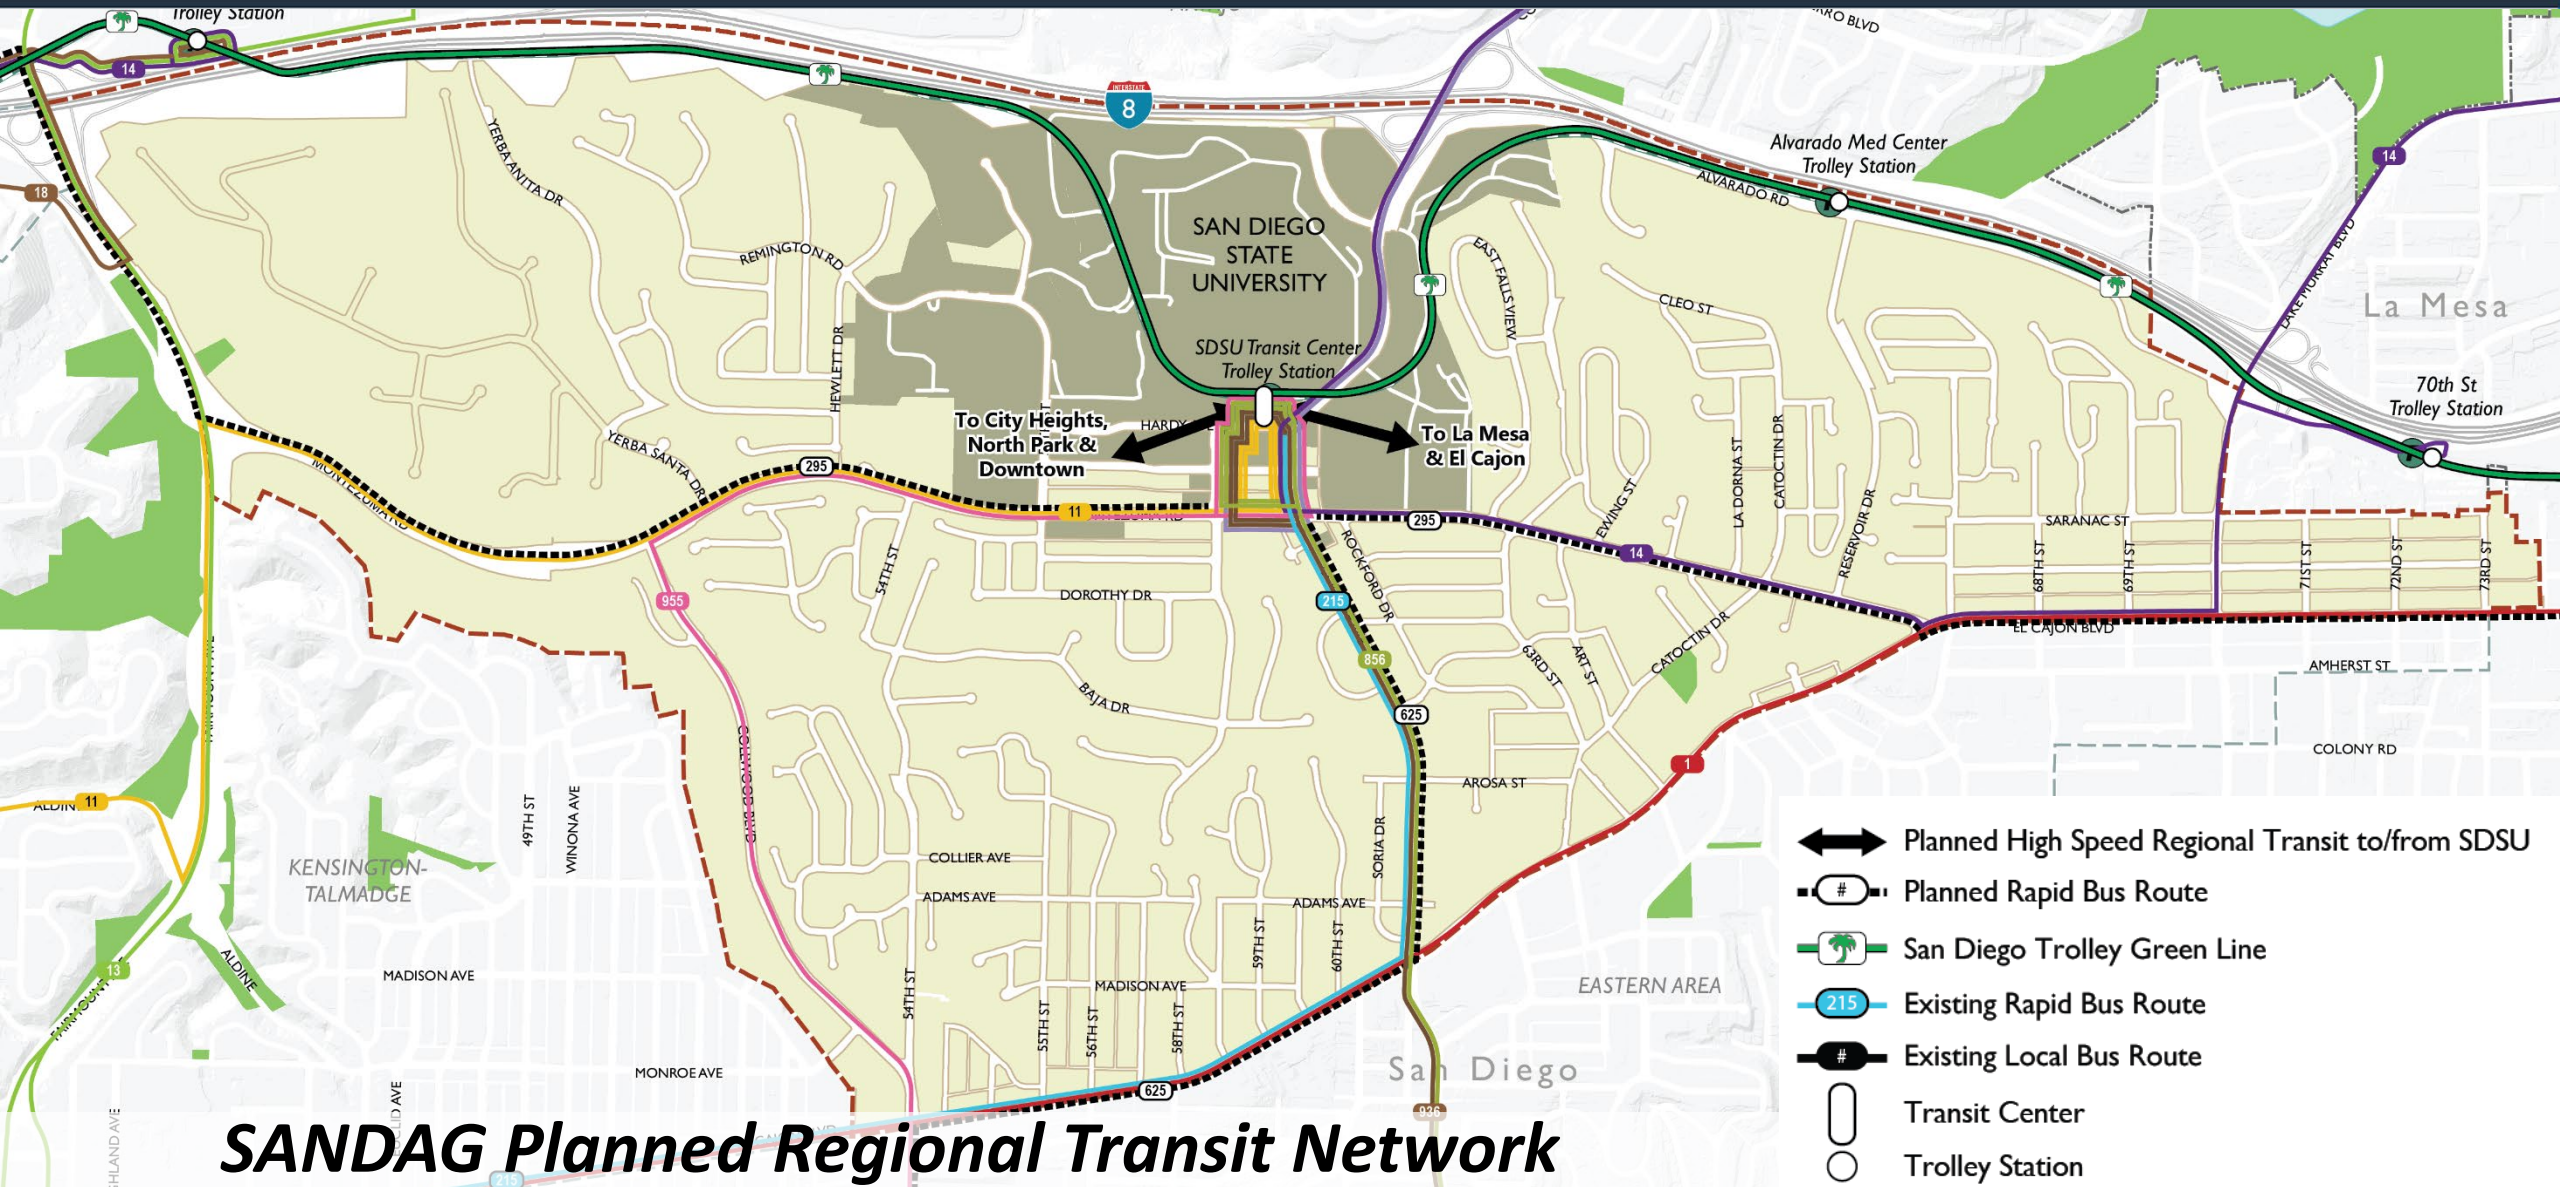 Trolley Station
14
INTERSTATE
8
18
YERBA ANITA DR
REMINGTON RD
HEWLETT DR
SAN DIEGO
STATE
UNIVERSITY
SDSU Transit Center
Trolley Station
Alvarado Med Center
Trolley Station
ALVARADO RD
14
LAKE MURRAY BLVD
La Mesa
70th St
Trolley Station
EAST FALLS VIEW
CLEO ST
To City Heights,
North Park &
Downtown
HARDY
To La Mesa
& El Cajon
MONTEZUMA RD
YERBA SANTA DR
295
11
295
14
EWING ST
LA DORNA ST
CATOCTIN DR
RESERVOIR DR
SARANAC ST
68TH ST
69TH ST
71ST ST
72ND ST
73RD ST
EL CAJON BLVD
AMHERST ST
COLONY RD
955
54TH ST
DOROTHY DR
ROCKFORD DR
215
856
625
BAJA DR
63RD ST
ART ST
CATOCTIN DR
COLLWOOD BLVD
AROSA ST
1
SORIA DR
11
49TH ST
WINONA AVE
KENSINGTON-
TALMADGE
COLLIER AVE
ADAMS AVE
ADAMS AVE
59TH ST
60TH ST
13
ALDINE
MADISON AVE
54TH ST
MADISON AVE
55TH ST
56TH ST
58TH ST
EASTERN AREA
MONROE AVE
San Diego
625
936
215
SANDAG Planned Regional Transit Network
Planned High Speed Regional Transit to/from SDSU
# Planned Rapid Bus Route
San Diego Trolley Green Line
215 Existing Rapid Bus Route
# Existing Local Bus Route
Transit Center
Trolley Station